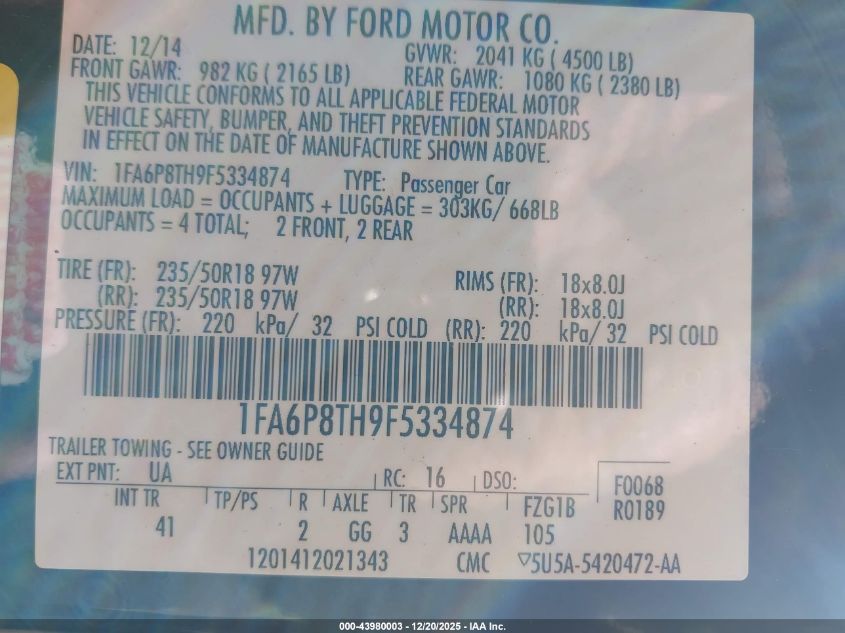 MFD. BY FORD MOTOR CO.
DATE: 12/14 GVWR: 2041 KG ( 4500 LB)
FRONT GAWR: 982 KG ( 2165 LB) REAR GAWR: 1080 KG ( 2380 LB)
THIS VEHICLE CONFORMS TO ALL APPLICABLE FEDERAL MOTOR
VEHICLE SAFETY, BUMPER, AND THEFT PREVENTION STANDARDS
IN EFFECT ON THE DATE OF MANUFACTURE SHOWN ABOVE.
VIN: 1FA6P8TH9F5334874 TYPE: Passenger Car
MAXIMUM LOAD = OCCUPANTS + LUGGAGE = 303KG/ 668LB
OCCUPANTS = 4 TOTAL; 2 FRONT, 2 REAR
TIRE (FR): 235/50R18 97W RIMS (FR): 18x8.0J
(RR): 235/50R18 97W (RR): 18x8.0J
PRESSURE (FR): 220 kPa/ 32 PSI COLD (RR): 220 kPa/ 32 PSI COLD
1FA6P8TH9F5334874
TRAILER TOWING - SEE OWNER GUIDE
EXT PNT: UA RC: 16 DSO: F0068
INT TR TP/PS R AXLE TR SPR FZG1B R0189
41 2 GG 3 AAAA 105
1201412021343 CMC ▽5U5A-5420472-AA
000-43980003 - 12/20/2025 - IAA Inc.